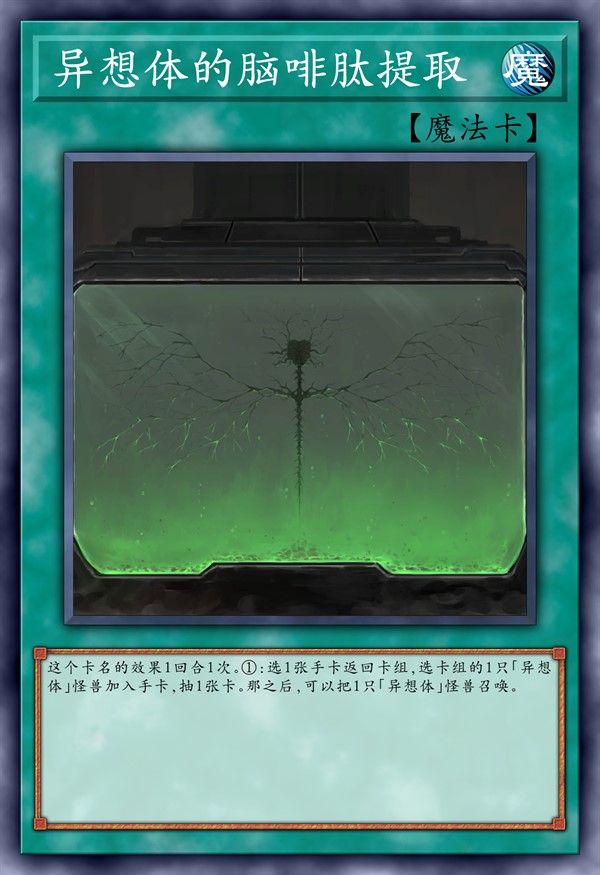 异想体的脑啡肽提取
魔
【魔法卡】
这个卡名的效果1回合1次。①:选1张手卡返回卡组,选卡组的1只「异想
体」怪兽加入手卡,抽1张卡。那之后,可以把1只「异想体」怪兽召唤。